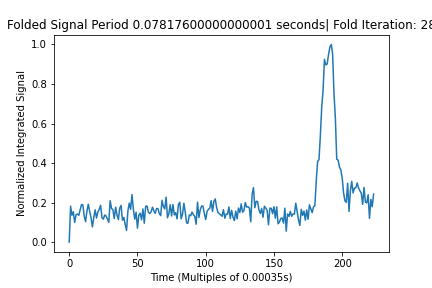 Folded Signal Period 0.07817600000000001 seconds| Fold Iteration: 28
1.0
0.8
0.6
0.4
0.2
0.0
Normalized Integrated Signal
0 50 100 150 200
Time (Multiples of 0.00035s)